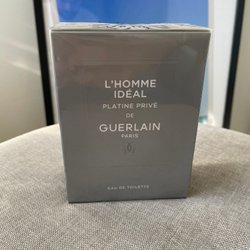 L'HOMME
IDÉAL
PLATINE PRIVÉ
DE
GUERLAIN
PARIS
EAU DE TOILETTE